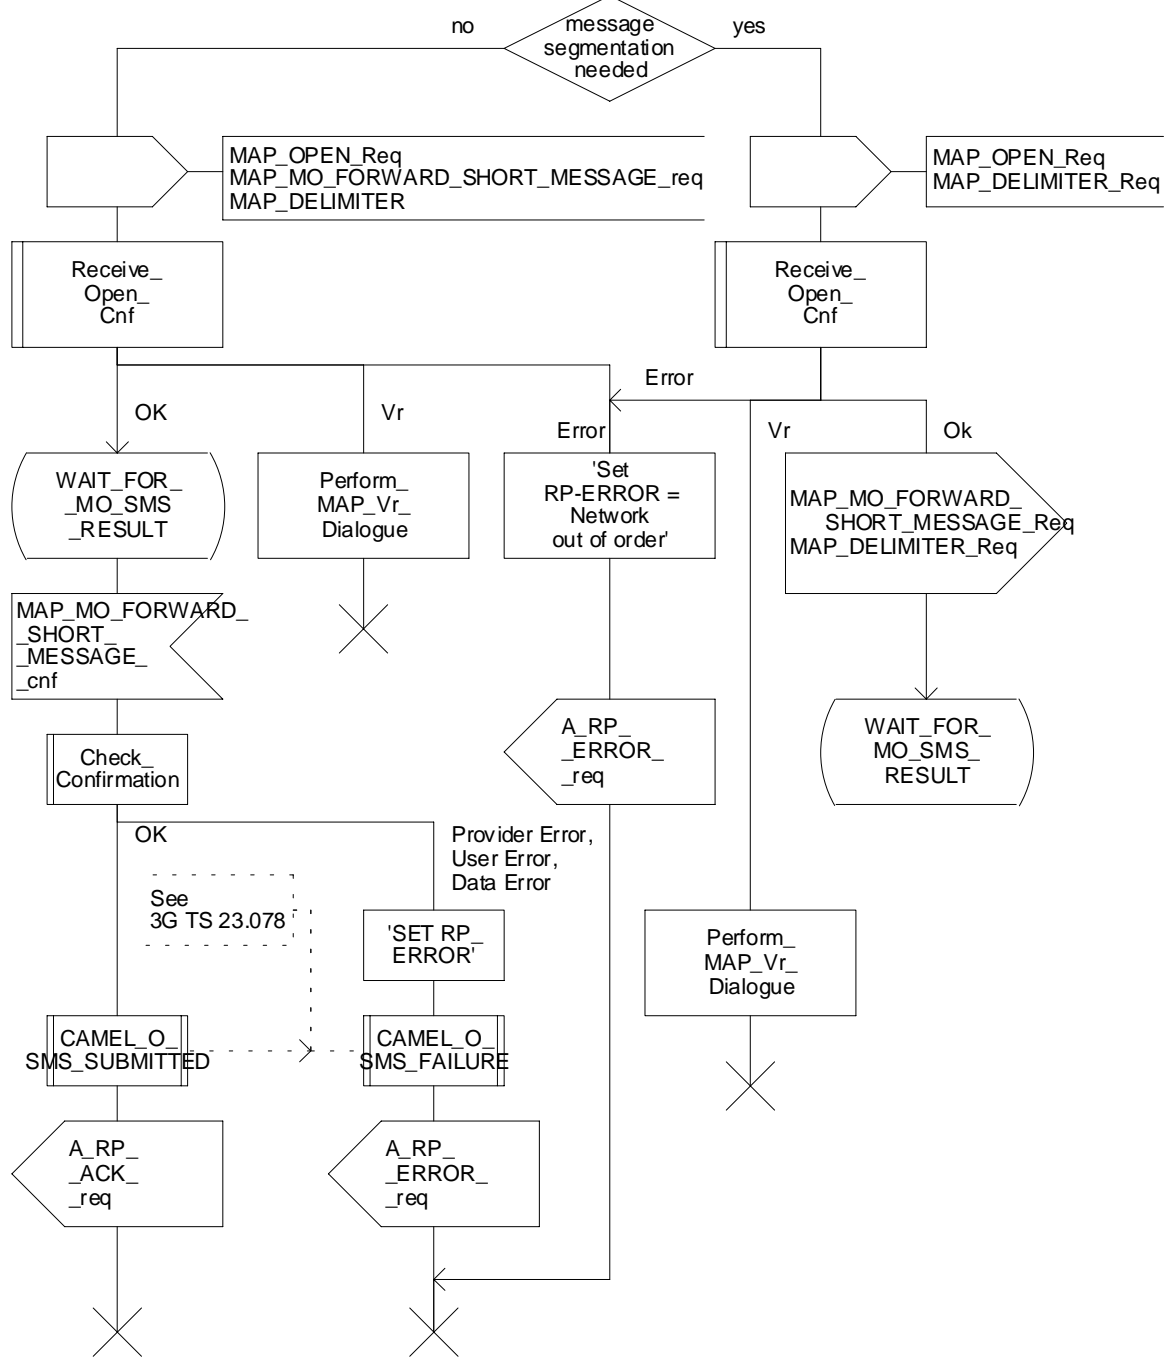 no
message
segmentation
needed
yes
MAP_OPEN_Req
MAP_MO_FORWARD_SHORT_MESSAGE_req
MAP_DELIMITER
MAP_OPEN_Req
MAP_DELIMITER_Req
Receive_
Open_
Cnf
Receive_
Open_
Cnf
Error
OK
Vr
Error
Vr
Ok
WAIT_FOR_
_MO_SMS
_RESULT
Perform_
MAP_Vr_
Dialogue
'Set
RP-ERROR =
Network
out of order'
MAP_MO_FORWARD_
SHORT_MESSAGE_Req
MAP_DELIMITER_Req
MAP_MO_FORWARD_
_SHORT_
_MESSAGE_
_cnf
A_RP_
_ERROR_
_req
WAIT_FOR_
MO_SMS_
RESULT
Check_
Confirmation
OK
Provider Error,
User Error,
Data Error
See
3G TS 23.078
'SET RP_
ERROR'
Perform_
MAP_Vr_
Dialogue
CAMEL_O_
SMS_SUBMITTED
CAMEL_O_
SMS_FAILURE
A_RP_
_ACK_
_req
A_RP_
_ERROR_
_req